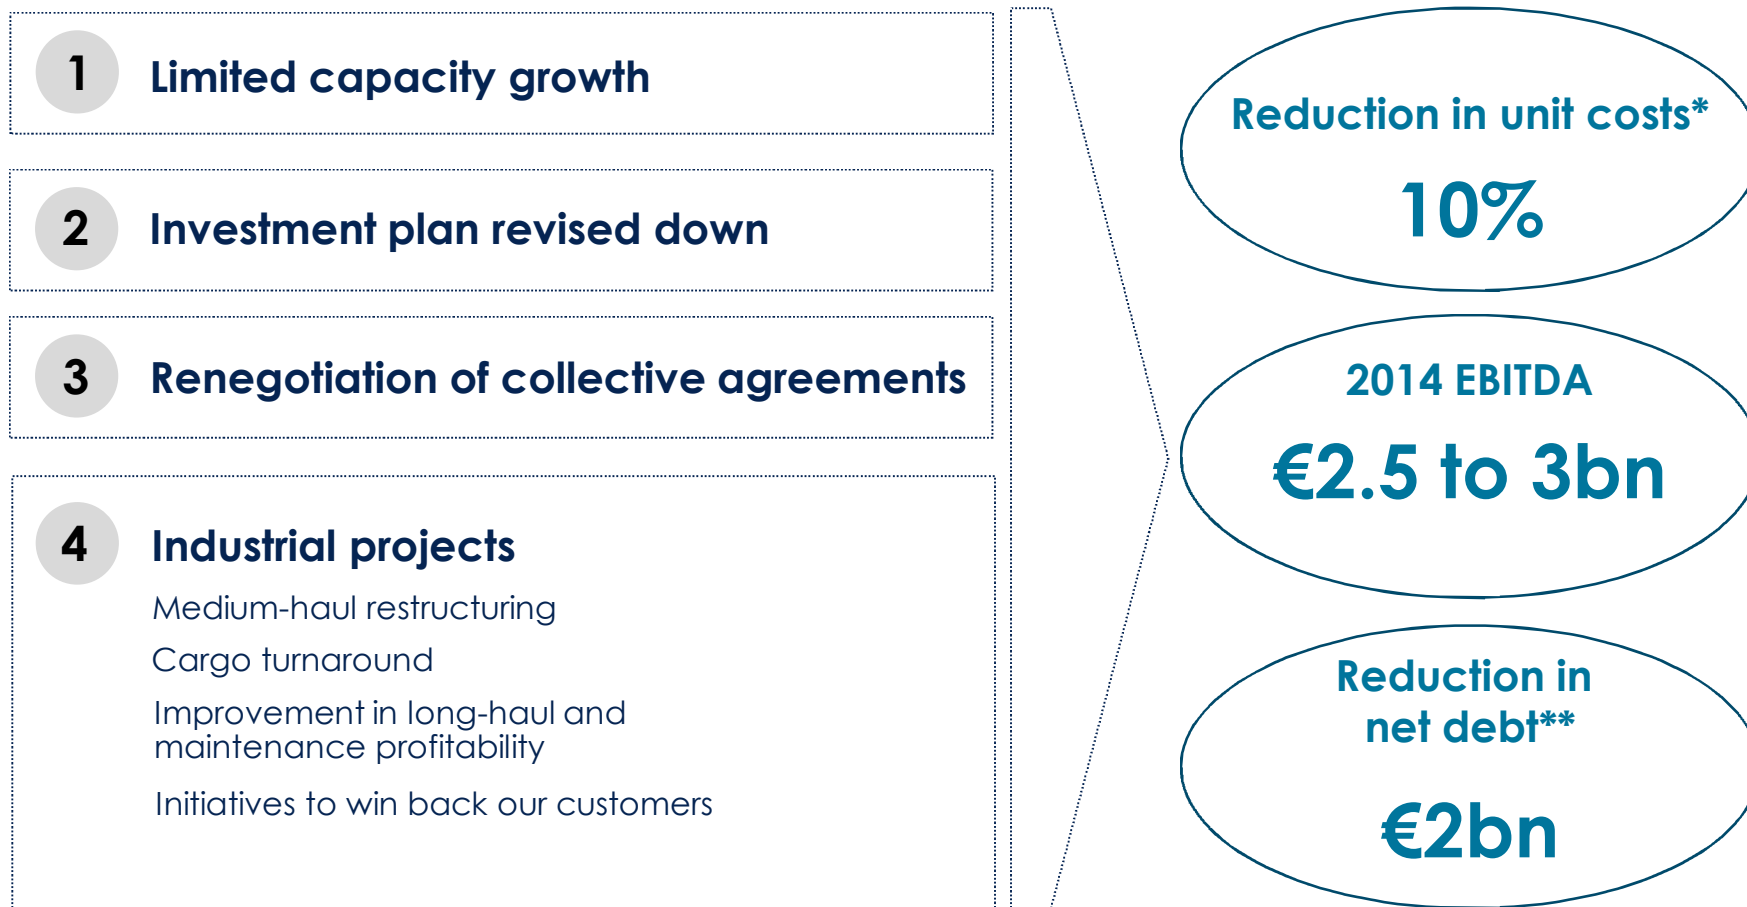 1
Limited capacity growth
2
Investment plan revised down
3
Renegotiation of collective agreements
4
Industrial projects
Medium-haul restructuring
Cargo turnaround
Improvement in long-haul and
maintenance profitability
Initiatives to win back our customers
Reduction in unit costs*
10%
2014 EBITDA
€2.5 to 3bn
Reduction in
net debt**
€2bn